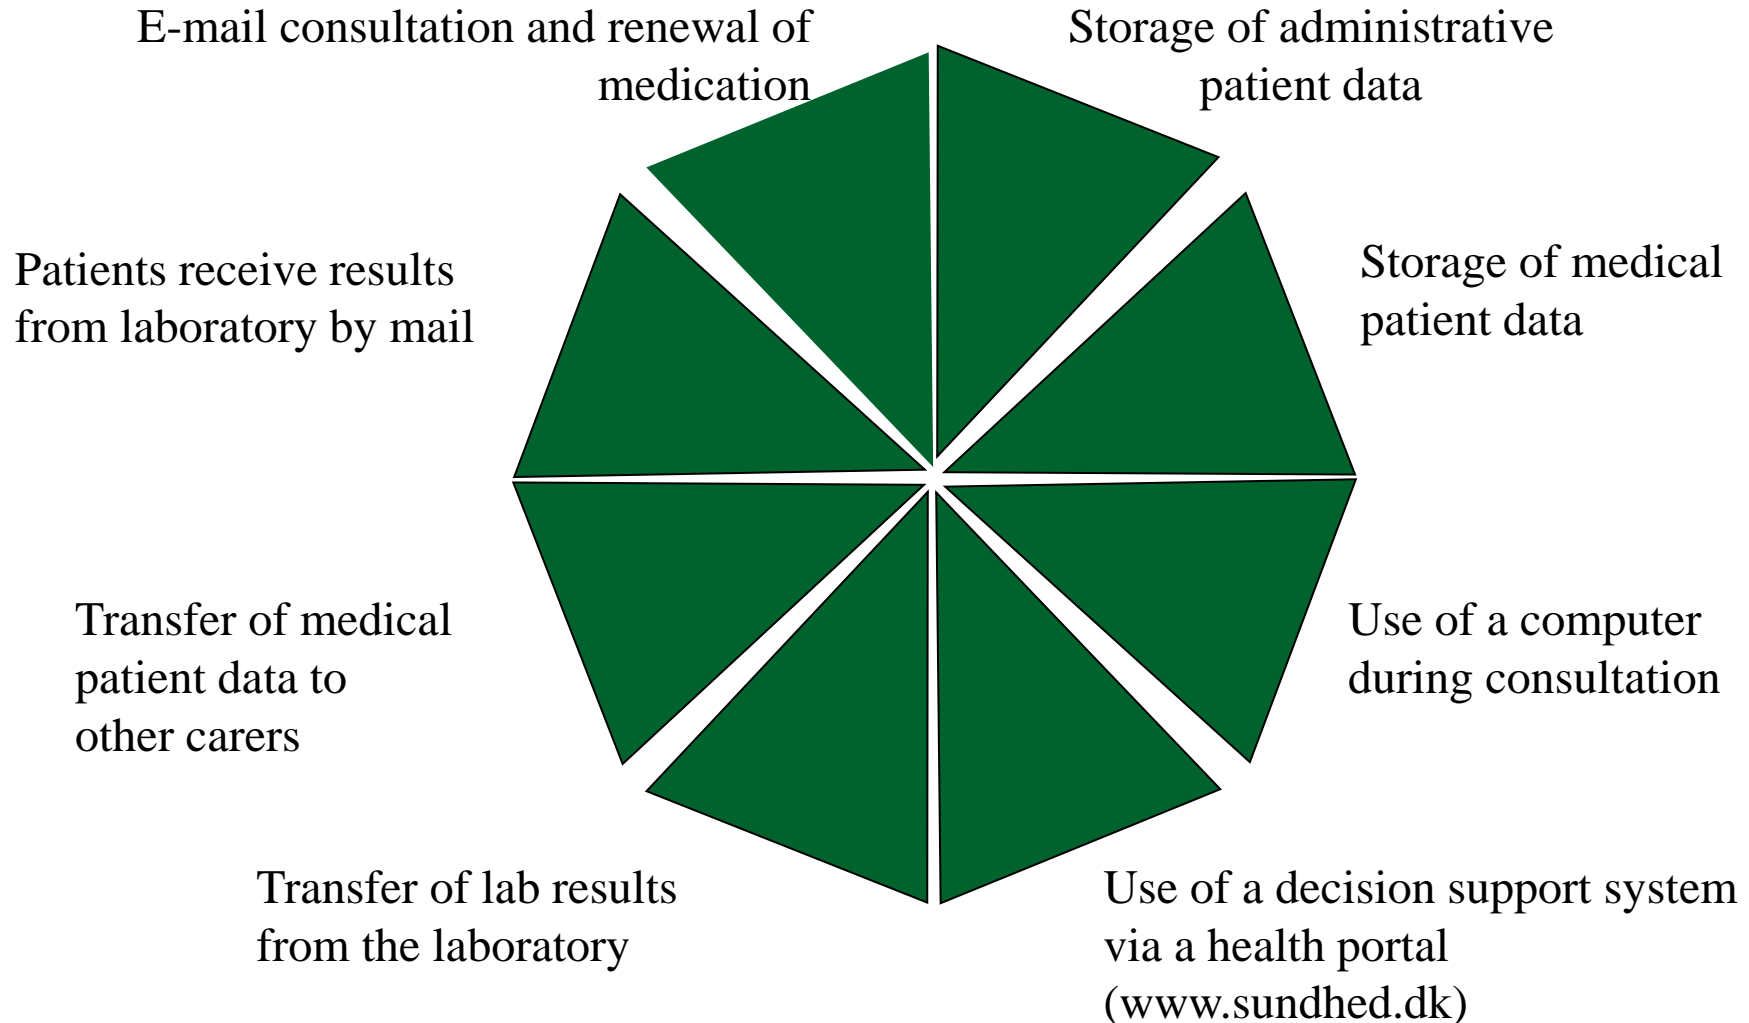 E-mail consultation and renewal of
medication
Storage of administrative
patient data
Patients receive results
from laboratory by mail
Storage of medical
patient data
Transfer of medical
patient data to
other carers
Use of a computer
during consultation
Transfer of lab results
from the laboratory
Use of a decision support system
via a health portal
(www.sundhed.dk)